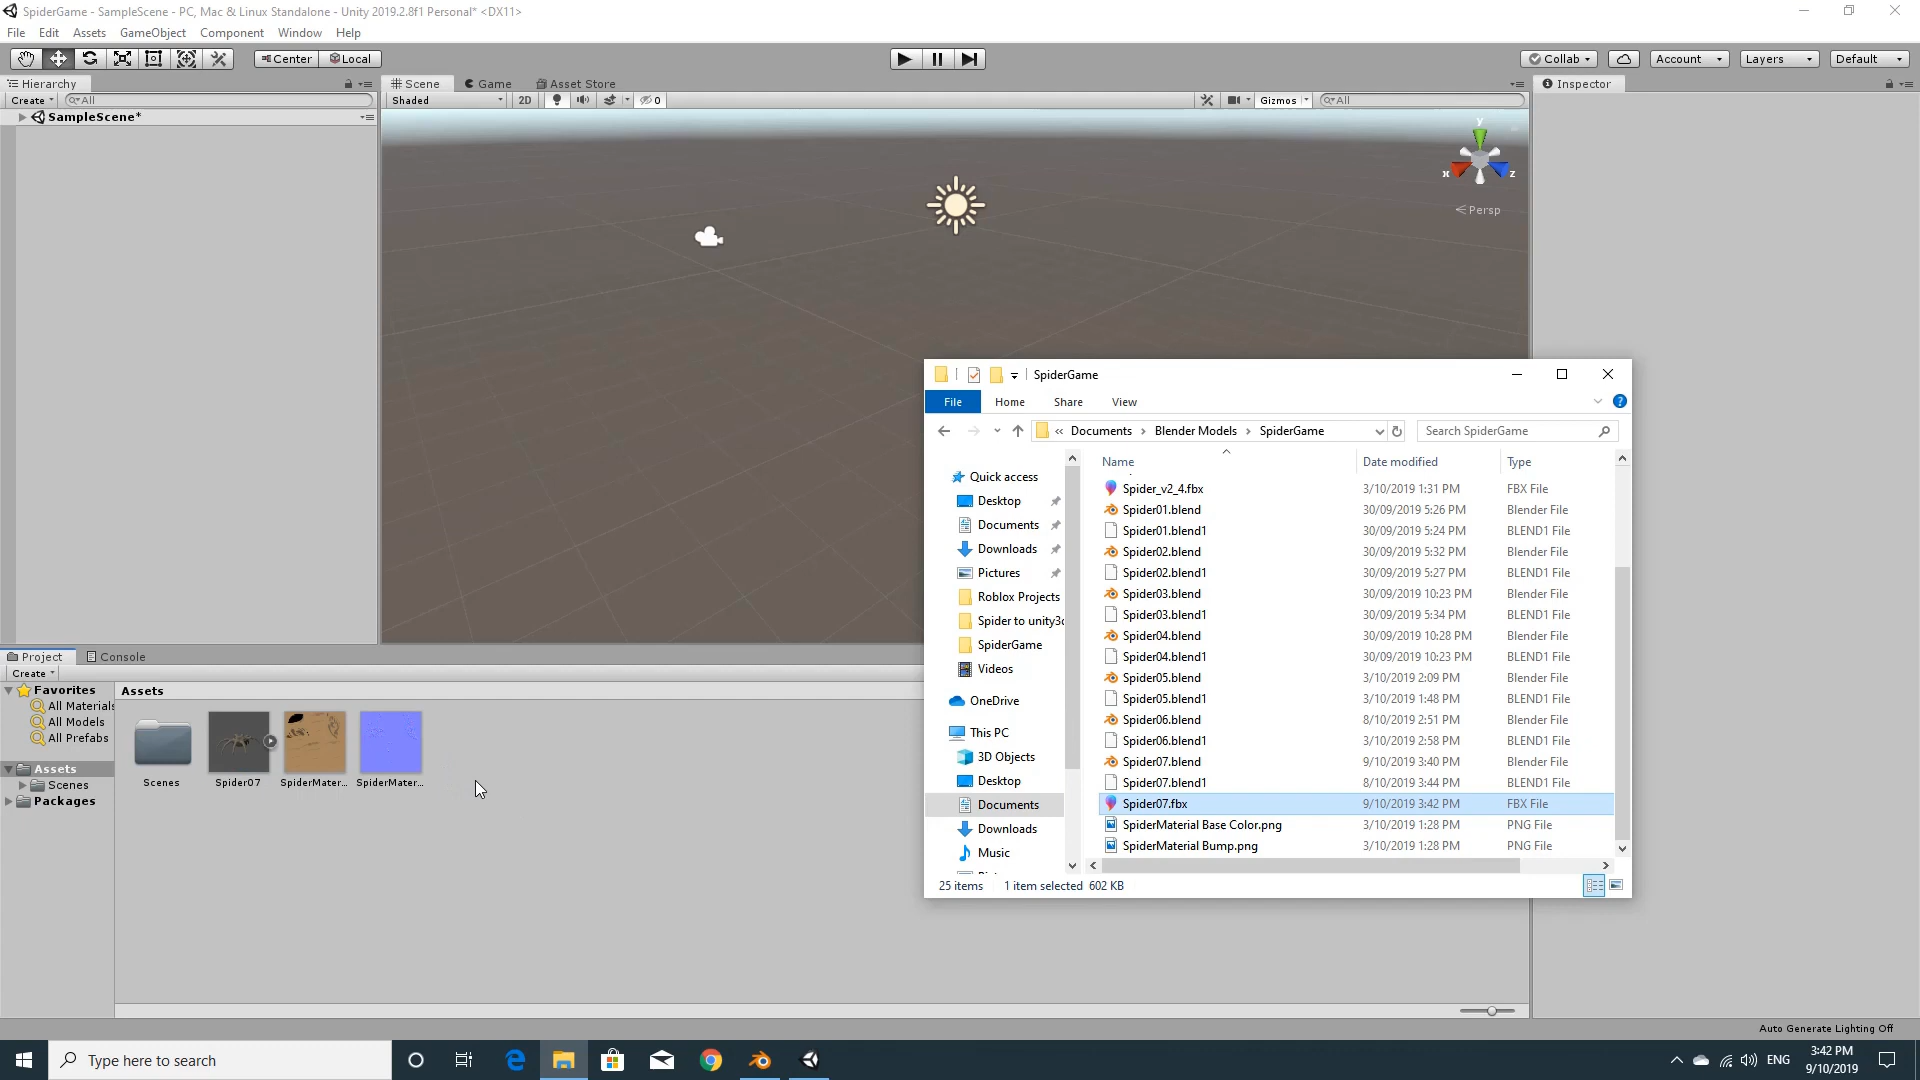 SpiderGame - SampleScene - PC, Mac & Linux Standalone - Unity 2019.2.8f1 Personal* <DX11>
File Edit Assets GameObject Component Window Help
Center Local Collab Account Layers Default
Hierarchy Scene Game Asset Store Inspector
Create All Shaded 2D 0 Gizmos All
SampleScene*
y
x z
Persp
SpiderGame
File Home Share View
« Documents > Blender Models > SpiderGame Search SpiderGame
Name Date modified Type
Quick access
Desktop
Documents
Downloads
Pictures
Roblox Projects
Spider to unity3d
SpiderGame
Videos
OneDrive
This PC
3D Objects
Desktop
Documents
Downloads
Music
Spider_v2_4.fbx 3/10/2019 1:31 PM FBX File
Spider01.blend 30/09/2019 5:26 PM Blender File
Spider01.blend1 30/09/2019 5:24 PM BLEND1 File
Spider02.blend 30/09/2019 5:32 PM Blender File
Spider02.blend1 30/09/2019 5:27 PM BLEND1 File
Spider03.blend 30/09/2019 10:23 PM Blender File
Spider03.blend1 30/09/2019 5:34 PM BLEND1 File
Spider04.blend 30/09/2019 10:28 PM Blender File
Spider04.blend1 30/09/2019 10:23 PM BLEND1 File
Spider05.blend 3/10/2019 2:09 PM Blender File
Spider05.blend1 3/10/2019 1:48 PM BLEND1 File
Spider06.blend 8/10/2019 2:51 PM Blender File
Spider06.blend1 3/10/2019 2:58 PM BLEND1 File
Spider07.blend 9/10/2019 3:40 PM Blender File
Spider07.blend1 8/10/2019 3:44 PM BLEND1 File
Spider07.fbx 9/10/2019 3:42 PM FBX File
SpiderMaterial Base Color.png 3/10/2019 1:28 PM PNG File
SpiderMaterial Bump.png 3/10/2019 1:28 PM PNG File
25 items 1 item selected 602 KB
Project Console
Create
Favorites
All Materials
All Models
All Prefabs
Assets
Scenes
Packages
Assets
Scenes Spider07 SpiderMater... SpiderMater...
Auto Generate Lighting Off
Type here to search
ENG
3:42 PM
9/10/2019